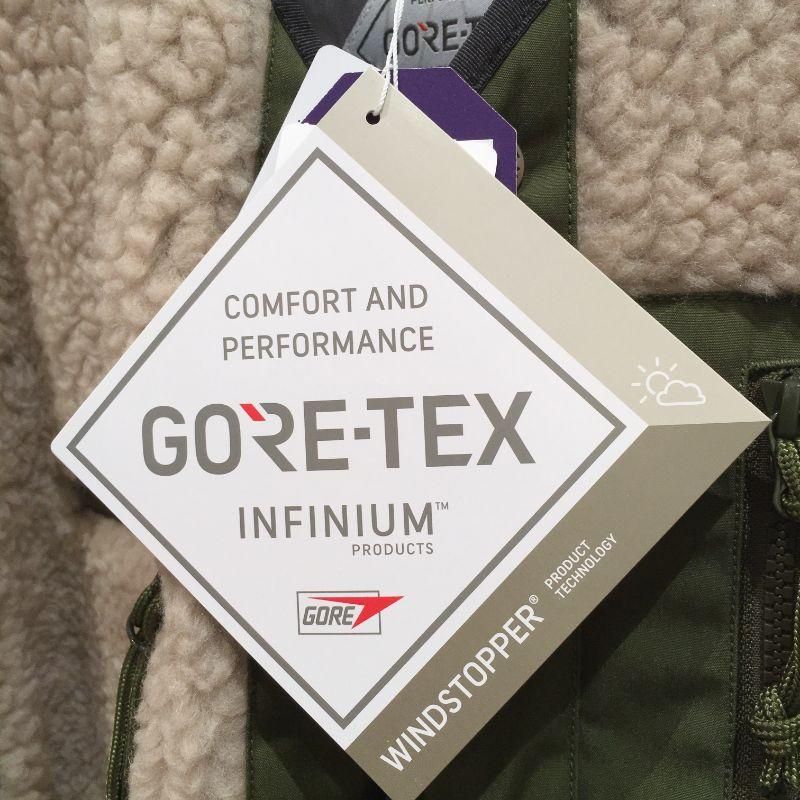 GORE-TEX
COMFORT AND
PERFORMANCE
GORE-TEX
INFINIUM™
PRODUCTS
GORE
WINDSTOPPER®
PRODUCT
TECHNOLOGY